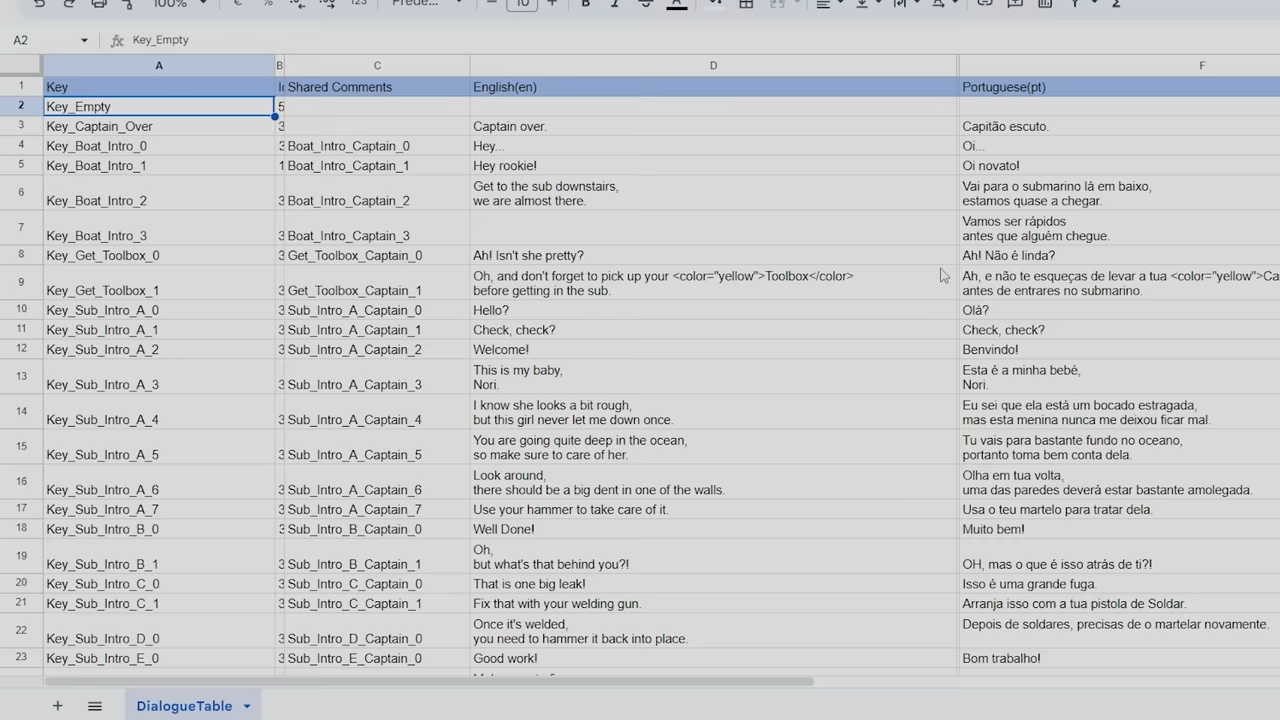 100%
€
%
123
10
B
A
A2
fx Key_Empty
A B C D F
1 Key Shared Comments English(en) Portuguese(pt)
2 Key_Empty 5
3 Key_Captain_Over 3 Captain over. Capitão escuto.
4 Key_Boat_Intro_0 3 Boat_Intro_Captain_0 Hey... Oi...
5 Key_Boat_Intro_1 1 Boat_Intro_Captain_1 Hey rookie! Oi novato!
Get to the sub downstairs, Vai para o submarino lá em baixo,
6 Key_Boat_Intro_2 3 Boat_Intro_Captain_2 we are almost there. estamos quase a chegar.
Vamos ser rápidos
7 Key_Boat_Intro_3 3 Boat_Intro_Captain_3 antes que alguém chegue.
8 Key_Get_Toolbox_0 3 Get_Toolbox_Captain_0 Ah! Isn't she pretty? Ah! Não é linda?
Oh, and don't forget to pick up your <color="yellow">Toolbox</color> Ah, e não te esqueças de levar a tua <color="yellow">Ca
9 Key_Get_Toolbox_1 3 Get_Toolbox_Captain_1 before getting in the sub. antes de entrares no submarino.
10 Key_Sub_Intro_A_0 3 Sub_Intro_A_Captain_0 Hello? Olá?
11 Key_Sub_Intro_A_1 3 Sub_Intro_A_Captain_1 Check, check? Check, check?
12 Key_Sub_Intro_A_2 3 Sub_Intro_A_Captain_2 Welcome! Benvindo!
This is my baby, Esta é a minha bebé,
13 Key_Sub_Intro_A_3 3 Sub_Intro_A_Captain_3 Nori. Nori.
I know she looks a bit rough, Eu sei que ela está um bocado estragada,
14 Key_Sub_Intro_A_4 3 Sub_Intro_A_Captain_4 but this girl never let me down once. mas esta menina nunca me deixou ficar mal.
You are going quite deep in the ocean, Tu vais para bastante fundo no oceano,
15 Key_Sub_Intro_A_5 3 Sub_Intro_A_Captain_5 so make sure to care of her. portanto toma bem conta dela.
Look around, Olha em tua volta,
16 Key_Sub_Intro_A_6 3 Sub_Intro_A_Captain_6 there should be a big dent in one of the walls. uma das paredes deverá estar bastante amolegada.
17 Key_Sub_Intro_A_7 3 Sub_Intro_A_Captain_7 Use your hammer to take care of it. Usa o teu martelo para tratar dela.
18 Key_Sub_Intro_B_0 3 Sub_Intro_B_Captain_0 Well Done! Muito bem!
Oh,
19 Key_Sub_Intro_B_1 3 Sub_Intro_B_Captain_1 but what's that behind you?! OH, mas o que é isso atrás de ti?!
20 Key_Sub_Intro_C_0 3 Sub_Intro_C_Captain_0 That is one big leak! Isso é uma grande fuga.
21 Key_Sub_Intro_C_1 3 Sub_Intro_C_Captain_1 Fix that with your welding gun. Arranja isso com a tua pistola de Soldar.
Once it's welded, Depois de soldares, precisas de o martelar novamente.
22 Key_Sub_Intro_D_0 3 Sub_Intro_D_Captain_0 you need to hammer it back into place.
23 Key_Sub_Intro_E_0 3 Sub_Intro_E_Captain_0 Good work! Bom trabalho!
DialogueTable